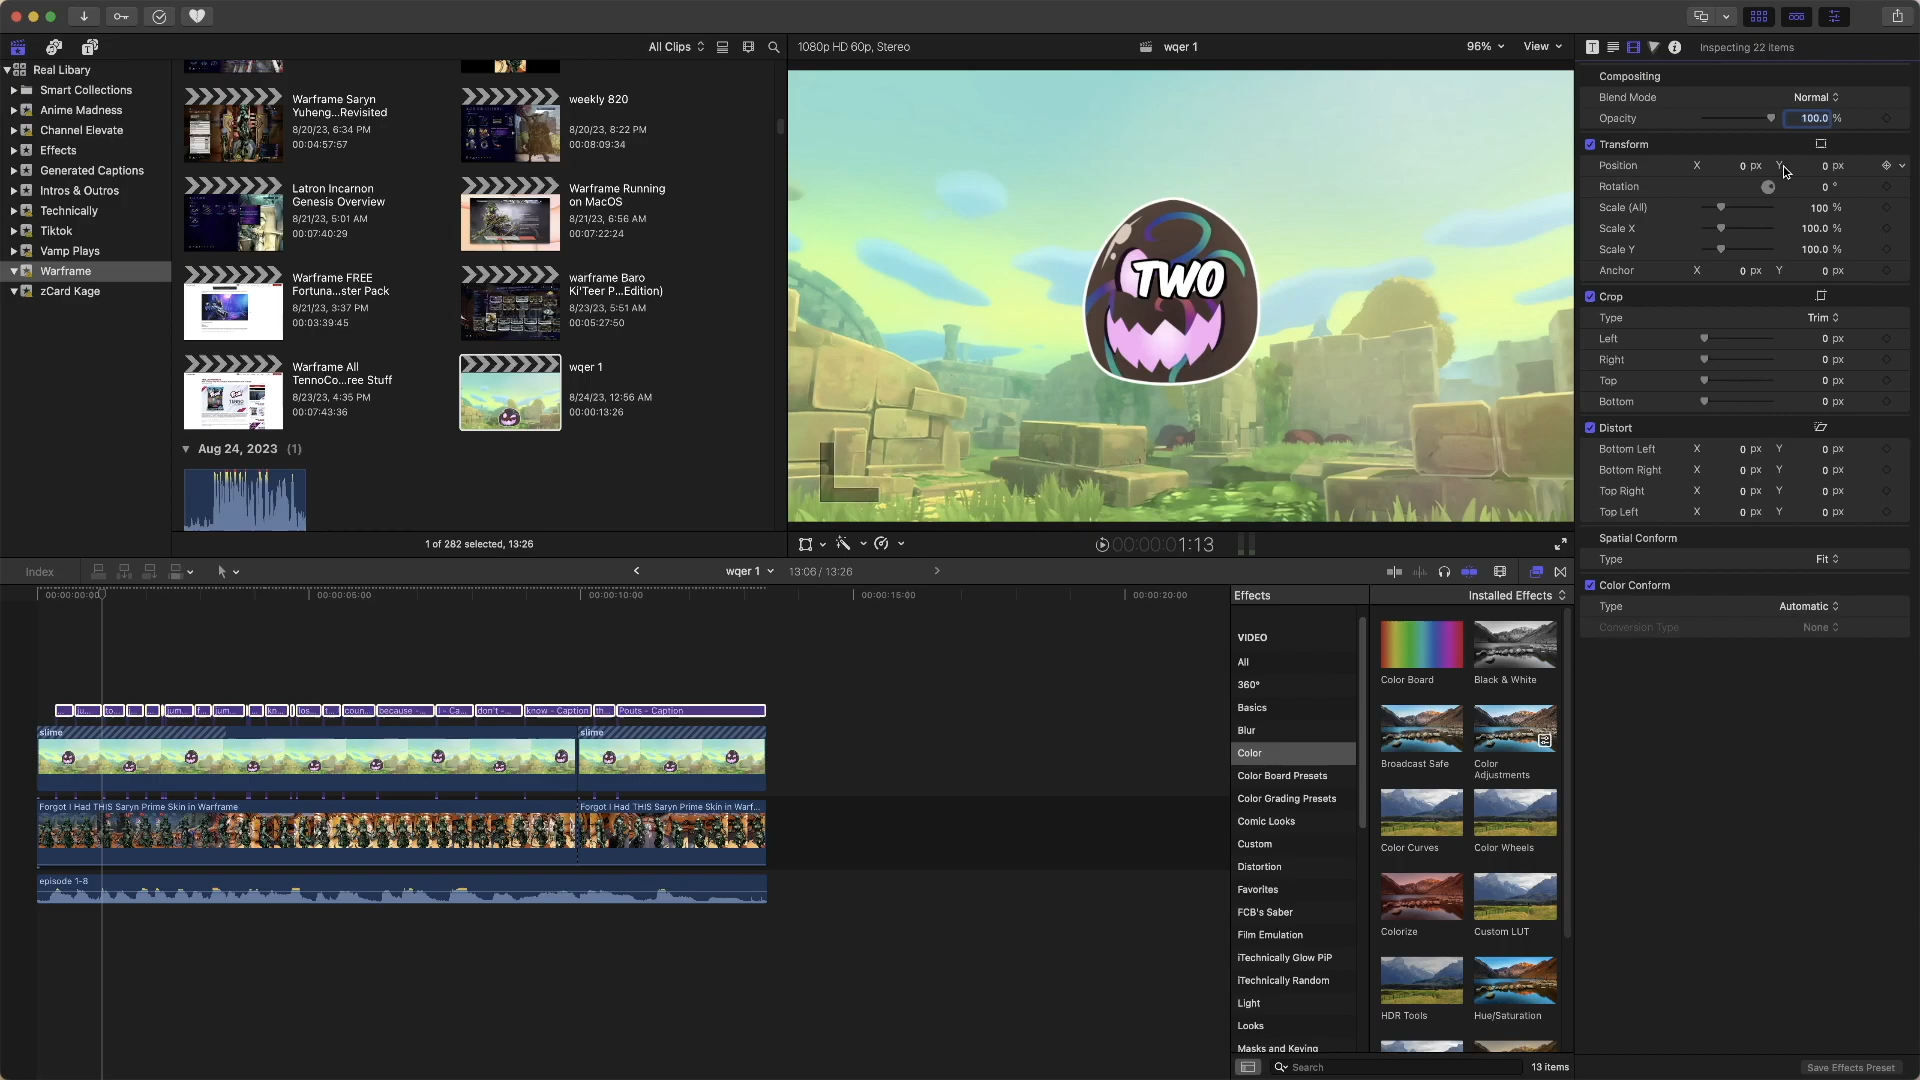 All Clips
1080p HD 60p, Stereo
wqer 1
96%
View
Inspecting 22 items
Real Libary
Smart Collections
Anime Madness
Channel Elevate
Effects
Generated Captions
Intros & Outros
Technically
Tiktok
Vamp Plays
Warframe
zCard Kage
Warframe Saryn
Yuheng...Revisited
8/20/23, 6:34 PM
00:04:57:57
weekly 820
8/20/23, 8:22 PM
00:08:09:34
Latron Incarnon
Genesis Overview
8/21/23, 5:01 AM
00:07:40:29
Warframe Running
on MacOS
8/21/23, 6:56 AM
00:07:22:24
Warframe FREE
Fortuna...ster Pack
8/21/23, 3:37 PM
00:03:39:45
warframe Baro
Ki'Teer P...Edition)
8/23/23, 5:51 AM
00:05:27:50
Warframe All
TennoCo...ree Stuff
8/23/23, 4:35 PM
00:07:43:36
wqer 1
8/24/23, 12:56 AM
00:00:13:26
Aug 24, 2023 (1)
1 of 282 selected, 13:26
TWO
00:00:01:13
Compositing
Blend Mode Normal
Opacity 100.0 %
Transform
Position X 0 px Y 0 px
Rotation 0 °
Scale (All) 100 %
Scale X 100.0 %
Scale Y 100.0 %
Anchor X 0 px Y 0 px
Crop
Type Trim
Left 0 px
Right 0 px
Top 0 px
Bottom 0 px
Distort
Bottom Left X 0 px Y 0 px
Bottom Right X 0 px Y 0 px
Top Right X 0 px Y 0 px
Top Left X 0 px Y 0 px
Spatial Conform
Type Fit
Color Conform
Type Automatic
Conversion Type None
Save Effects Preset
Index
wqer 1
13:06 / 13:26
00:00:00:00 00:00:05:00 00:00:10:00 00:00:15:00 00:00:20:00
... ju... to... j... ... jum... f... jum... ... kn... los... t... coun... because -... I - Ca... don't -... know - Caption th... Pouts - Caption
slime slime
Forgot I Had THIS Saryn Prime Skin in Warframe Forgot I Had THIS Saryn Prime Skin in Warf...
episode 1-8
Effects
Installed Effects
VIDEO
All
360°
Basics
Blur
Color
Color Board Presets
Color Grading Presets
Comic Looks
Custom
Distortion
Favorites
FCB's Saber
Film Emulation
iTechnically Glow PiP
iTechnically Random
Light
Looks
Masks and Keying
Color Board
Black & White
Broadcast Safe
Color
Adjustments
Color Curves
Color Wheels
Colorize
Custom LUT
HDR Tools
Hue/Saturation
Search
13 items